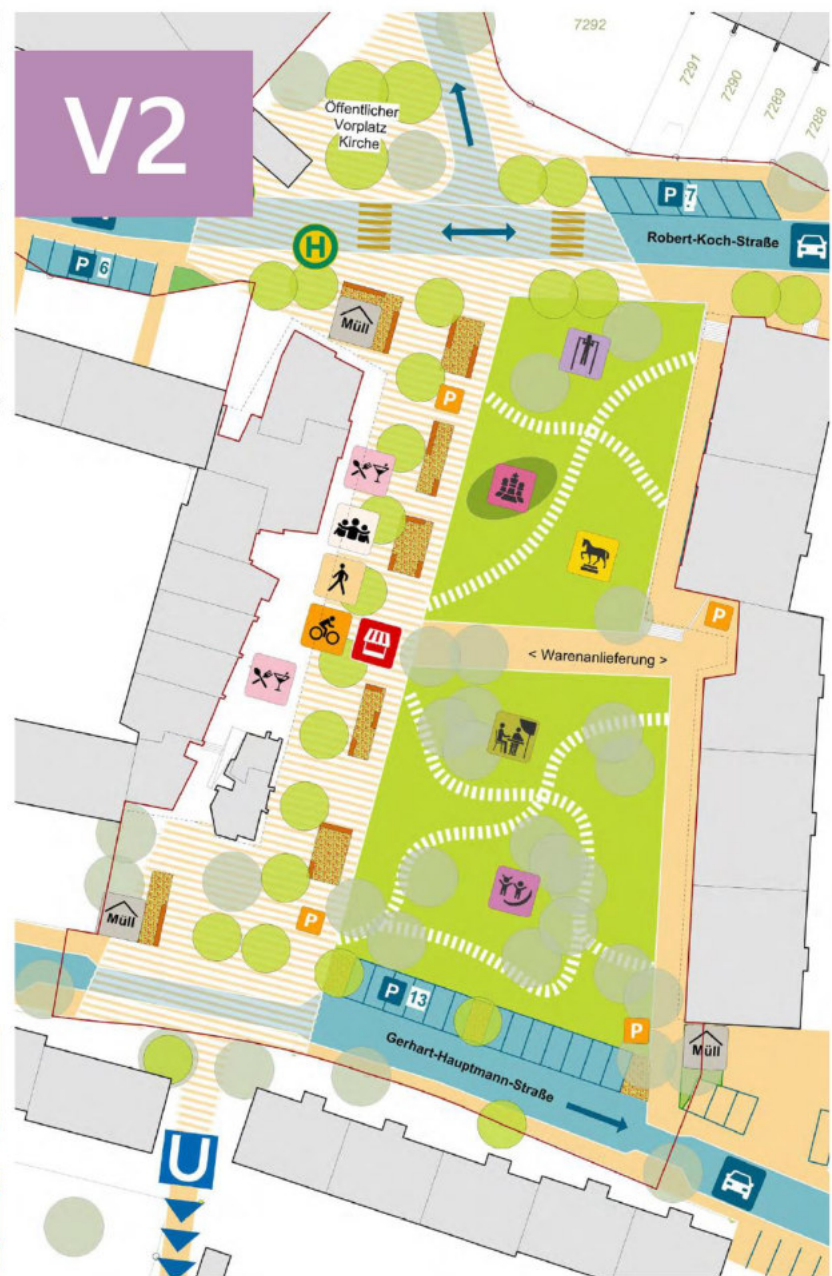 V2
7292
7291
7290
7289
7288
Öffentlicher
Vorplatz
Kirche
P 7
H
Robert-Koch-Straße
P 6
Müll
P
P
< Warenanlieferung >
Müll
P
P 13
P
Müll
Gerhart-Hauptmann-Straße
U